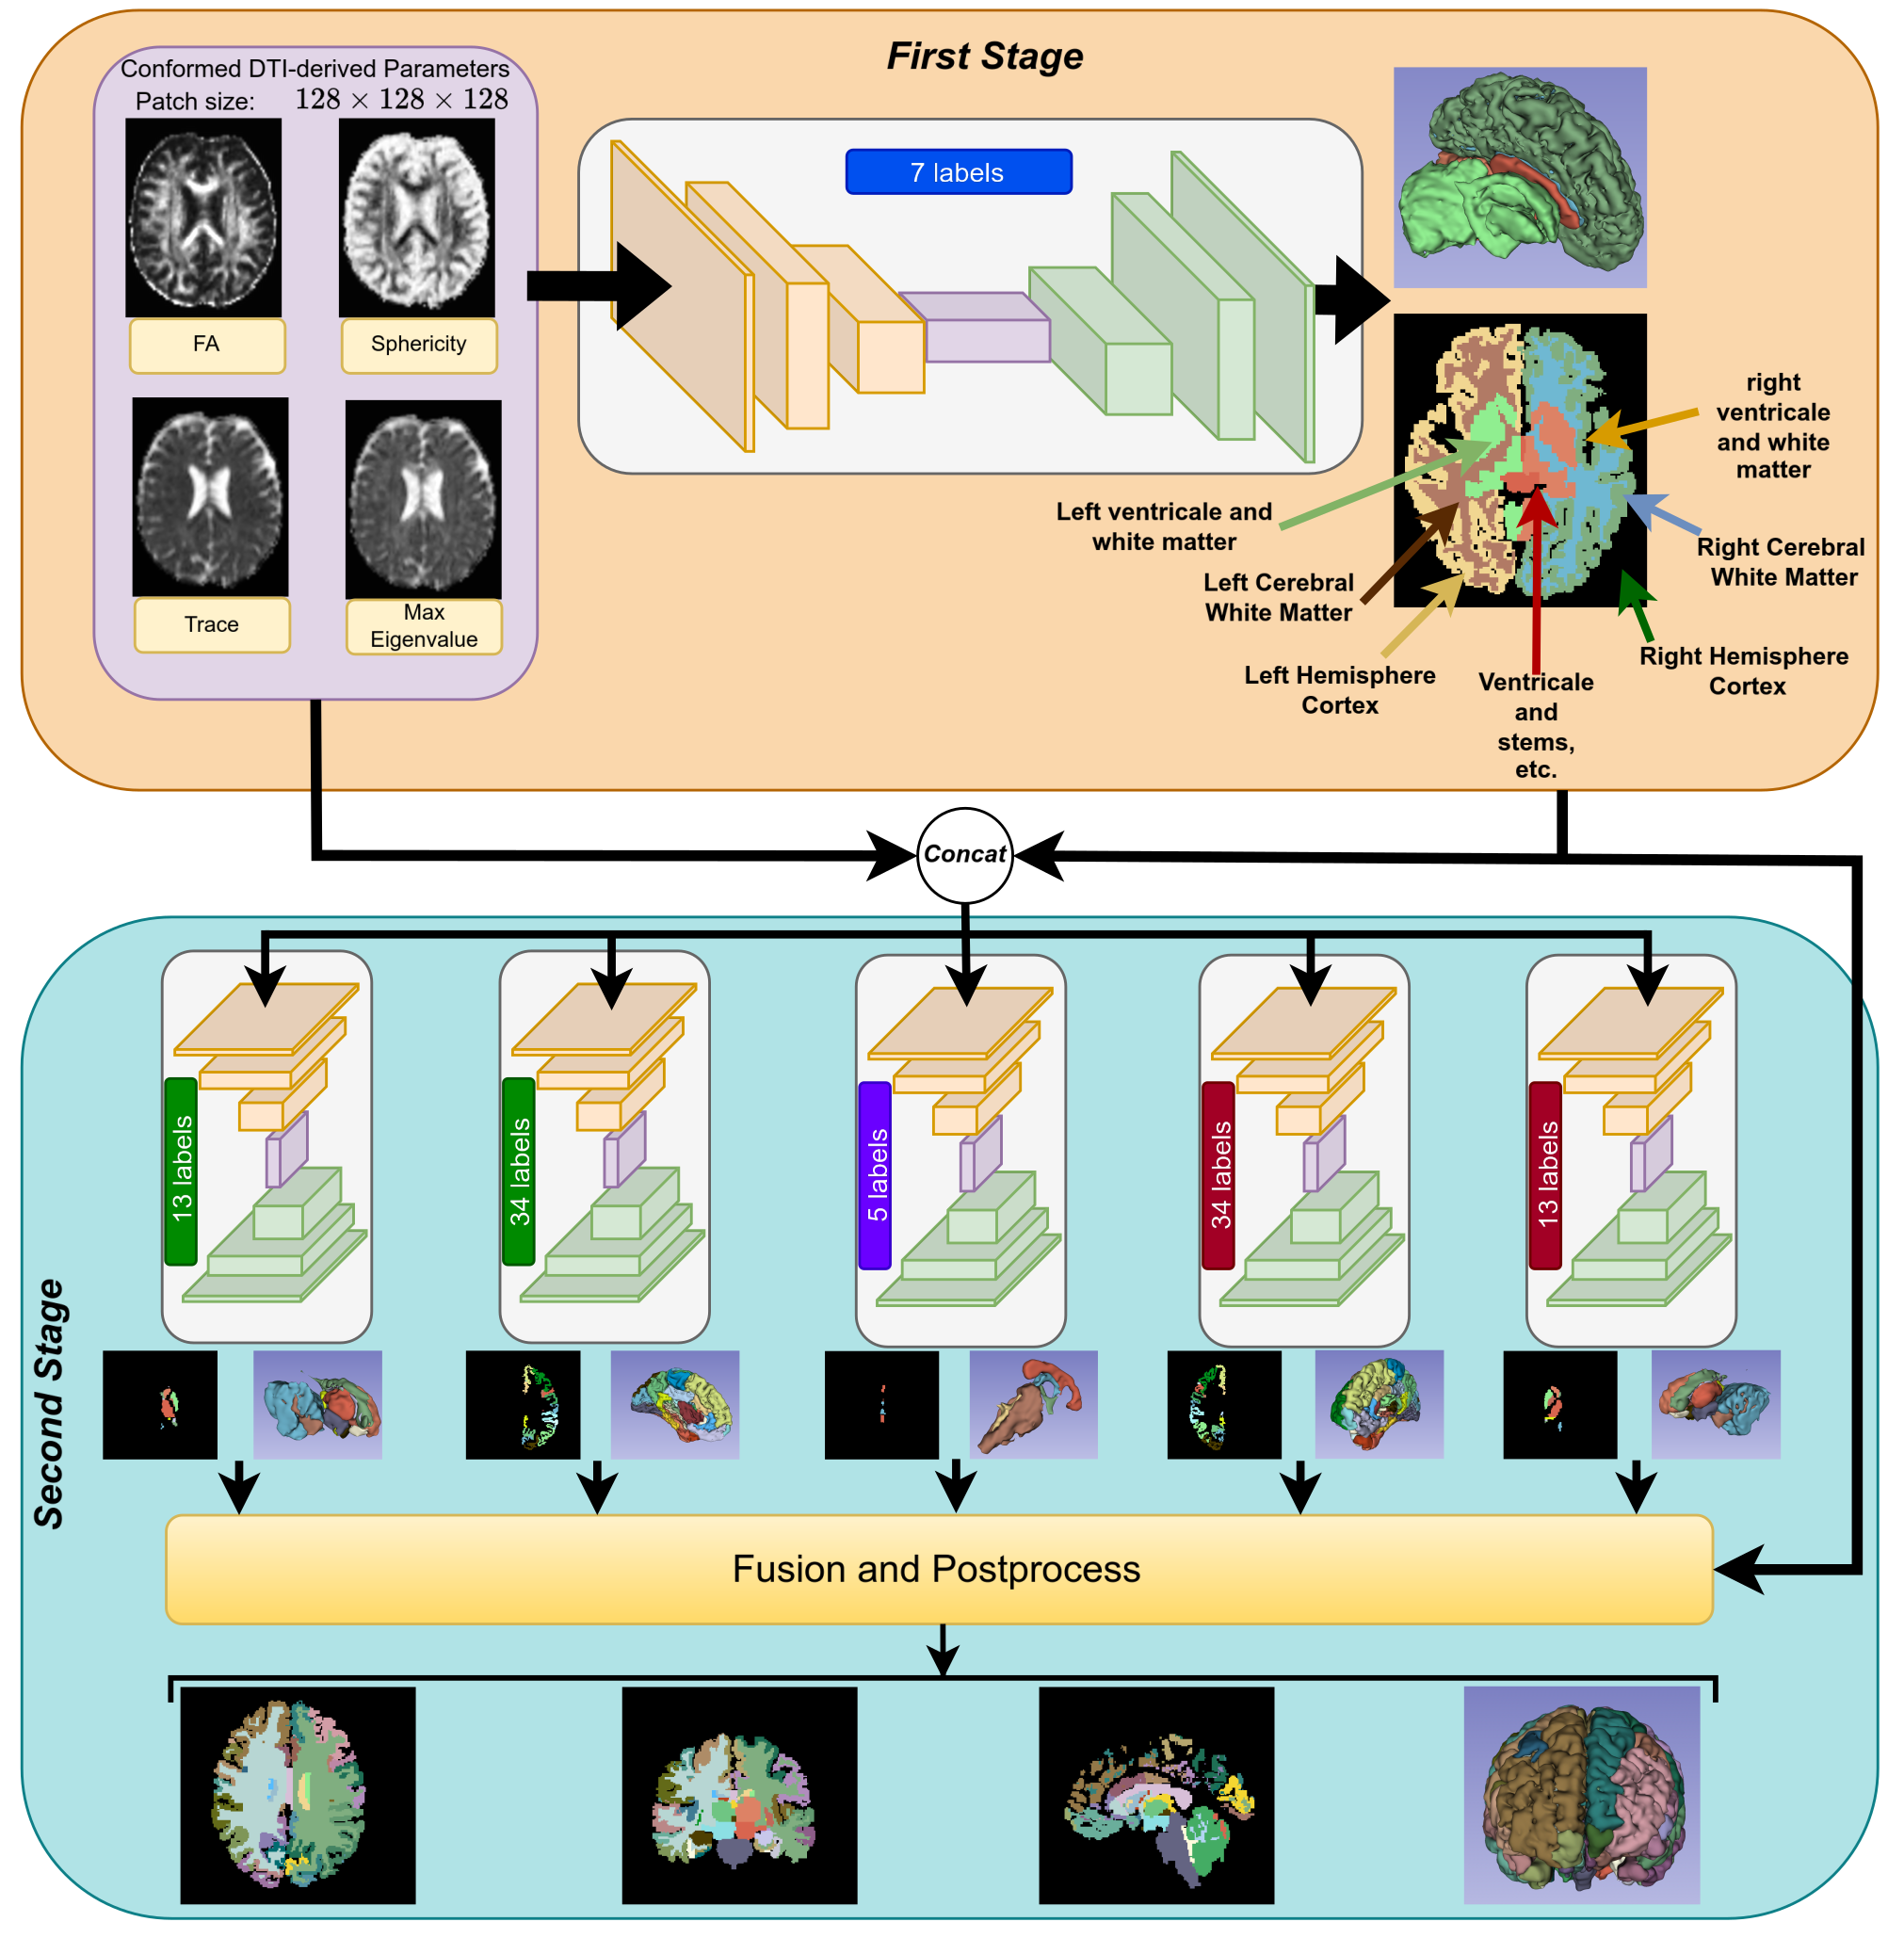 First Stage
Conformed DTI-derived Parameters
Patch size: 128 × 128 × 128
FA
Sphericity
Trace
Max
Eigenvalue
7 labels
right
ventricale
and white
matter
Left ventricale and
white matter
Right Cerebral
White Matter
Left Cerebral
White Matter
Right Hemisphere
Cortex
Left Hemisphere
Cortex
Ventricale
and
stems,
etc.
Concat
Second Stage
13 labels
34 labels
5 labels
34 labels
13 labels
Fusion and Postprocess